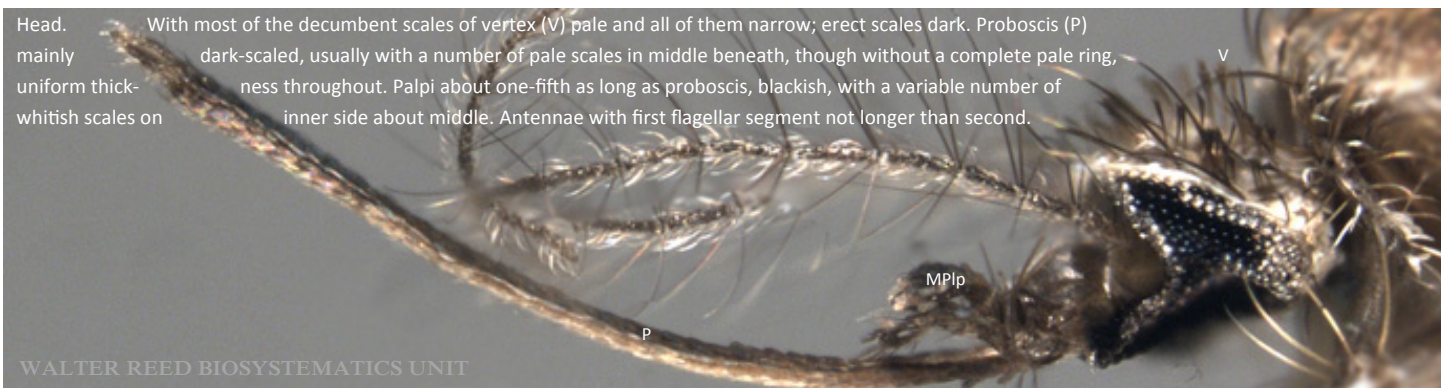 Head. With most of the decumbent scales of vertex (V) pale and all of them narrow; erect scales dark. Proboscis (P)
mainly dark-scaled, usually with a number of pale scales in middle beneath, though without a complete pale ring,
V
uniform thick- ness throughout. Palpi about one-fifth as long as proboscis, blackish, with a variable number of
whitish scales on inner side about middle. Antennae with first flagellar segment not longer than second.
MPlp
P
WALTER REED BIOSYSTEMATICS UNIT